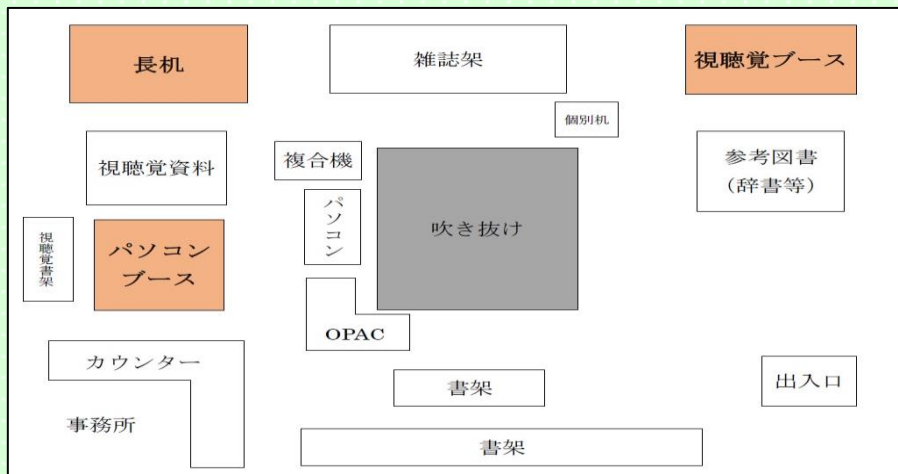 長机
雑誌架
視聴覚ブース
個別机
視聴覚資料
複合機
参考図書
（辞書等）
パソコン
吹き抜け
視聴覚書架
パソコン
ブース
OPAC
カウンター
出入口
書架
事務所
書架